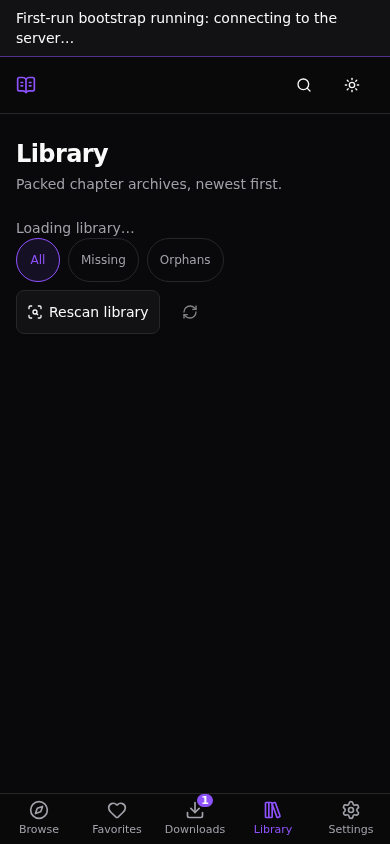 First-run bootstrap running: connecting to the
server…
Library
Packed chapter archives, newest first.
Loading library…
All
Missing
Orphans
Rescan library
1
Browse
Favorites
Downloads
Library
Settings